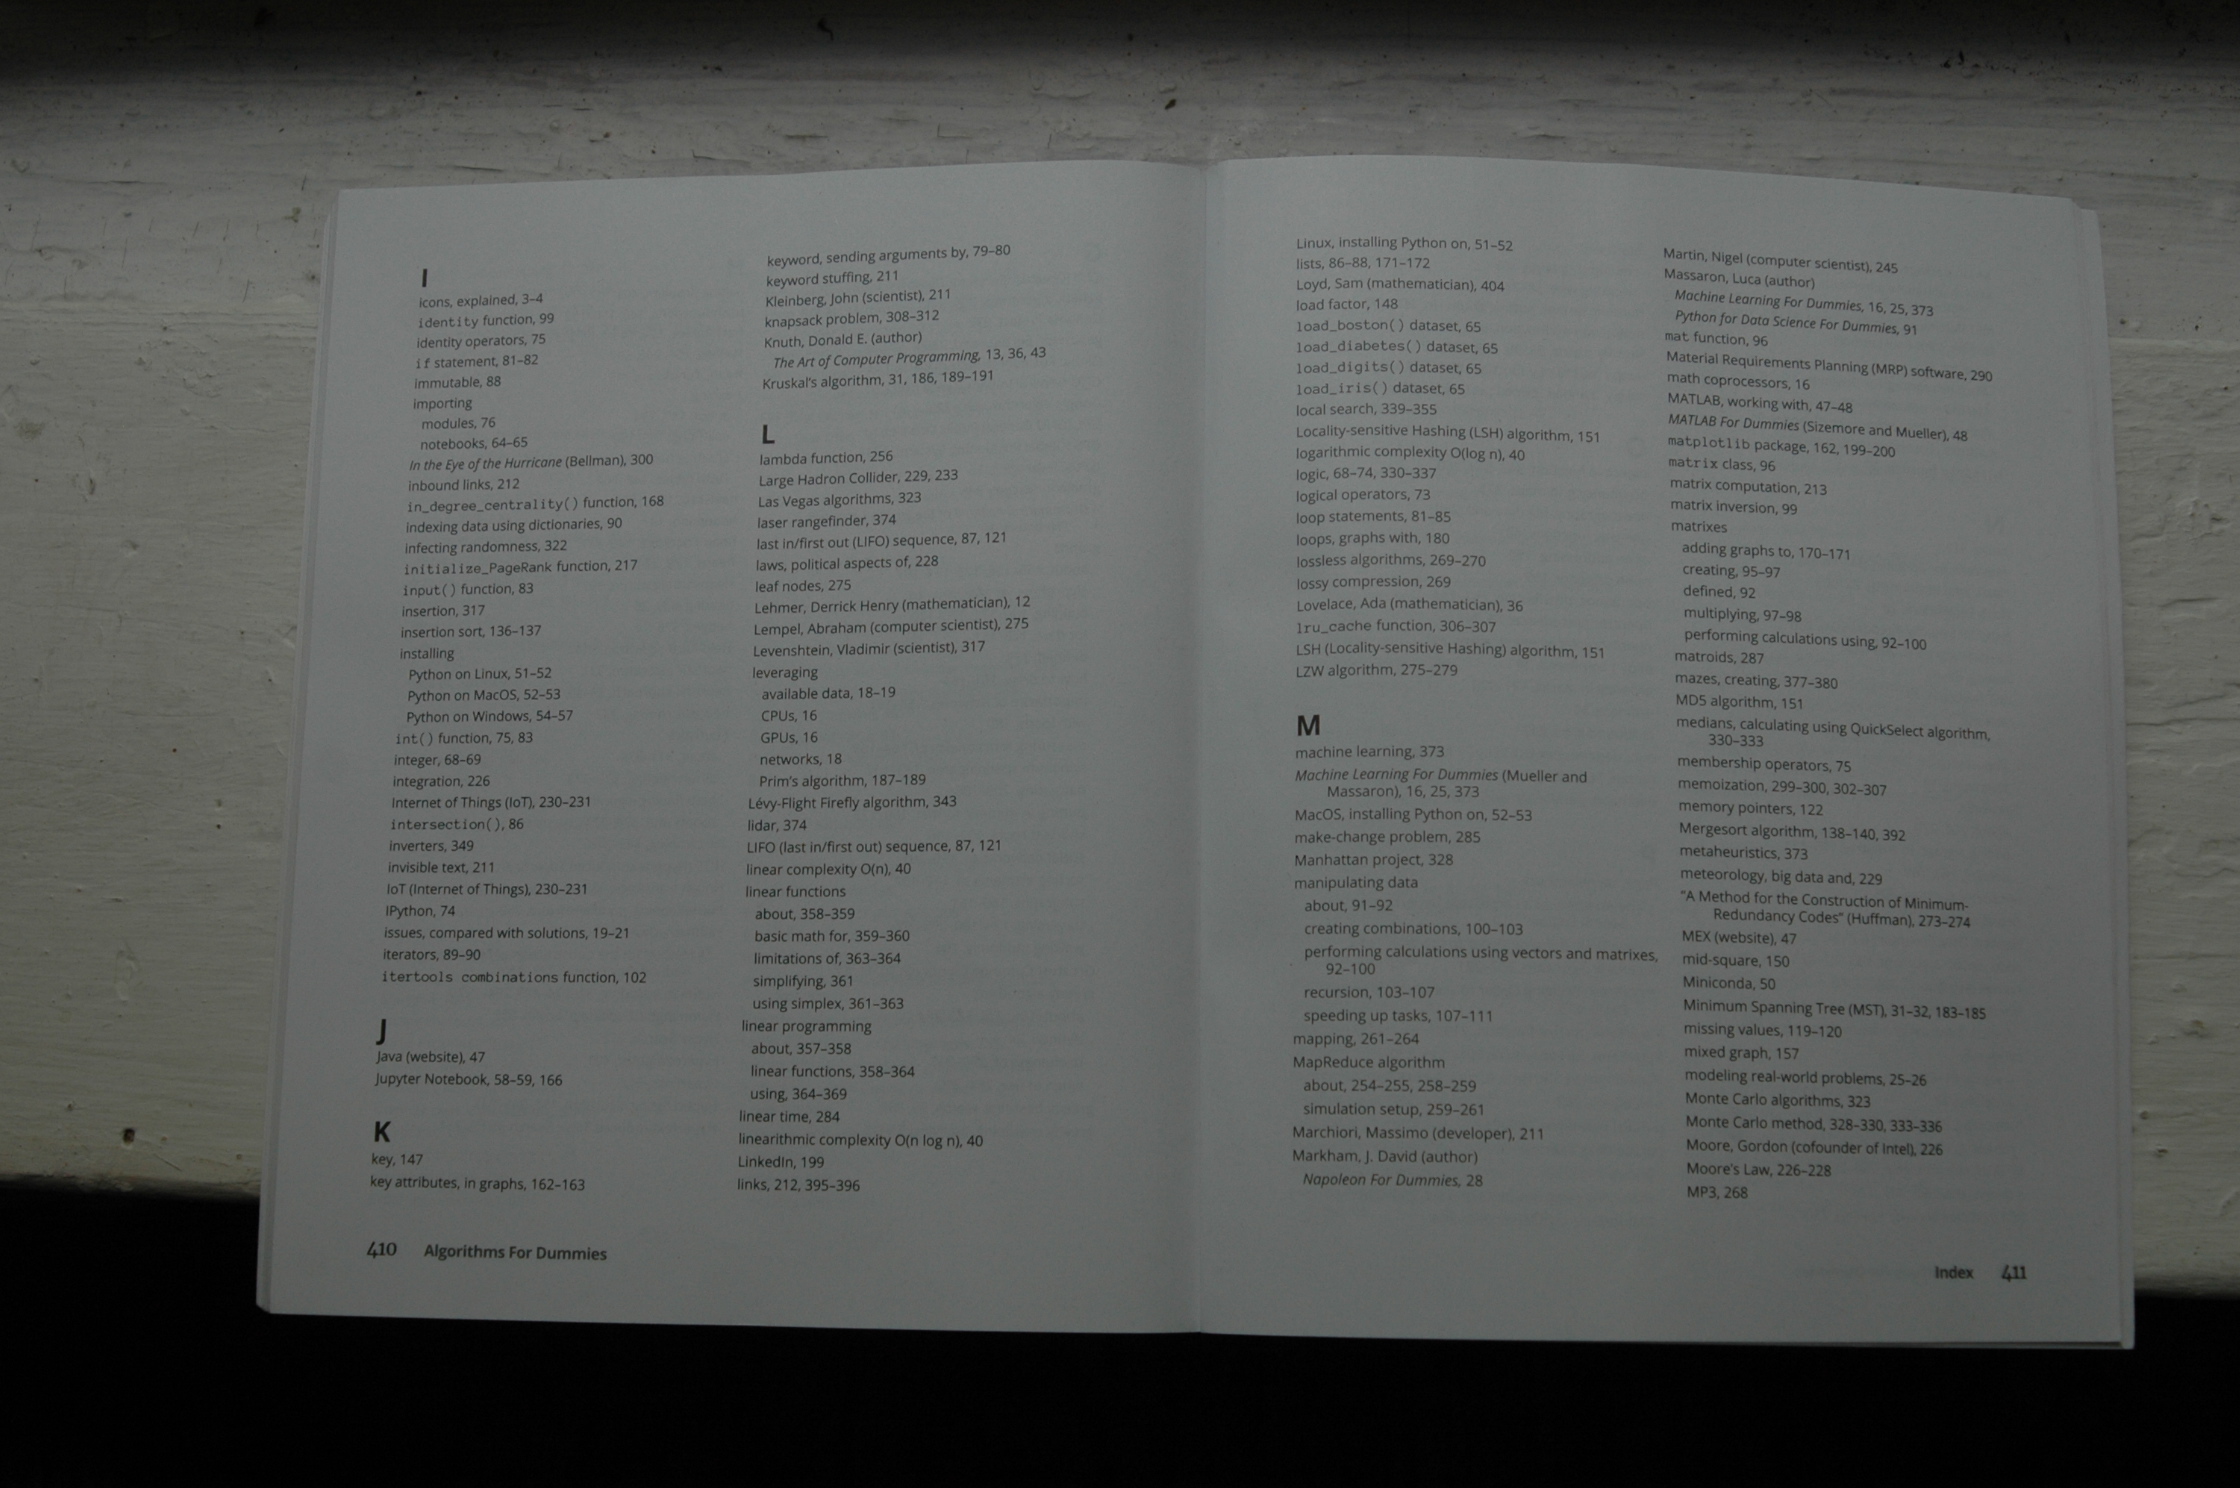 I
icons, explained, 3–4
identity function, 99
identity operators, 75
if statement, 81–82
immutable, 88
importing
modules, 76
notebooks, 64–65
In the Eye of the Hurricane (Bellman), 300
inbound links, 212
in_degree_centrality() function, 168
indexing data using dictionaries, 90
infecting randomness, 322
initialize_PageRank function, 217
input() function, 83
insertion, 317
insertion sort, 136–137
installing
Python on Linux, 51–52
Python on MacOS, 52–53
Python on Windows, 54–57
int() function, 75, 83
integer, 68–69
integration, 226
Internet of Things (IoT), 230–231
intersection(), 86
inverters, 349
invisible text, 211
IoT (Internet of Things), 230–231
IPython, 74
issues, compared with solutions, 19–21
iterators, 89–90
itertools combinations function, 102
J
Java (website), 47
Jupyter Notebook, 58–59, 166
K
key, 147
key attributes, in graphs, 162–163
keyword, sending arguments by, 79–80
keyword stuffing, 211
Kleinberg, John (scientist), 211
knapsack problem, 308–312
Knuth, Donald E. (author)
The Art of Computer Programming, 13, 36, 43
Kruskal's algorithm, 31, 186, 189–191
L
lambda function, 256
Large Hadron Collider, 229, 233
Las Vegas algorithms, 323
laser rangefinder, 374
last in/first out (LIFO) sequence, 87, 121
laws, political aspects of, 228
leaf nodes, 275
Lehmer, Derrick Henry (mathematician), 12
Lempel, Abraham (computer scientist), 275
Levenshtein, Vladimir (scientist), 317
leveraging
available data, 18–19
CPUs, 16
GPUs, 16
networks, 18
Prim's algorithm, 187–189
Lévy-Flight Firefly algorithm, 343
lidar, 374
LIFO (last in/first out) sequence, 87, 121
linear complexity O(n), 40
linear functions
about, 358–359
basic math for, 359–360
limitations of, 363–364
simplifying, 361
using simplex, 361–363
linear programming
about, 357–358
linear functions, 358–364
using, 364–369
linear time, 284
linearithmic complexity O(n log n), 40
LinkedIn, 199
links, 212, 395–396
410 Algorithms For Dummies
Linux, installing Python on, 51–52
lists, 86–88, 171–172
Loyd, Sam (mathematician), 404
load factor, 148
load_boston() dataset, 65
load_diabetes() dataset, 65
load_digits() dataset, 65
load_iris() dataset, 65
local search, 339–355
Locality-sensitive Hashing (LSH) algorithm, 151
logarithmic complexity O(log n), 40
logic, 68–74, 330–337
logical operators, 73
loop statements, 81–85
loops, graphs with, 180
lossless algorithms, 269–270
lossy compression, 269
Lovelace, Ada (mathematician), 36
lru_cache function, 306–307
LSH (Locality-sensitive Hashing) algorithm, 151
LZW algorithm, 275–279
M
machine learning, 373
Machine Learning For Dummies (Mueller and
Massaron), 16, 25, 373
MacOS, installing Python on, 52–53
make-change problem, 285
Manhattan project, 328
manipulating data
about, 91–92
creating combinations, 100–103
performing calculations using vectors and matrixes,
92–100
recursion, 103–107
speeding up tasks, 107–111
mapping, 261–264
MapReduce algorithm
about, 254–255, 258–259
simulation setup, 259–261
Marchiori, Massimo (developer), 211
Markham, J. David (author)
Napoleon For Dummies, 28
Martin, Nigel (computer scientist), 245
Massaron, Luca (author)
Machine Learning For Dummies, 16, 25, 373
Python for Data Science For Dummies, 91
mat function, 96
Material Requirements Planning (MRP) software, 290
math coprocessors, 16
MATLAB, working with, 47–48
MATLAB For Dummies (Sizemore and Mueller), 48
matplotlib package, 162, 199–200
matrix class, 96
matrix computation, 213
matrix inversion, 99
matrixes
adding graphs to, 170–171
creating, 95–97
defined, 92
multiplying, 97–98
performing calculations using, 92–100
matroids, 287
mazes, creating, 377–380
MD5 algorithm, 151
medians, calculating using QuickSelect algorithm,
330–333
membership operators, 75
memoization, 299–300, 302–307
memory pointers, 122
Mergesort algorithm, 138–140, 392
metaheuristics, 373
meteorology, big data and, 229
"A Method for the Construction of Minimum-
Redundancy Codes" (Huffman), 273–274
MEX (website), 47
mid-square, 150
Miniconda, 50
Minimum Spanning Tree (MST), 31–32, 183–185
missing values, 119–120
mixed graph, 157
modeling real-world problems, 25–26
Monte Carlo algorithms, 323
Monte Carlo method, 328–330, 333–336
Moore, Gordon (cofounder of Intel), 226
Moore's Law, 226–228
MP3, 268
Index 411